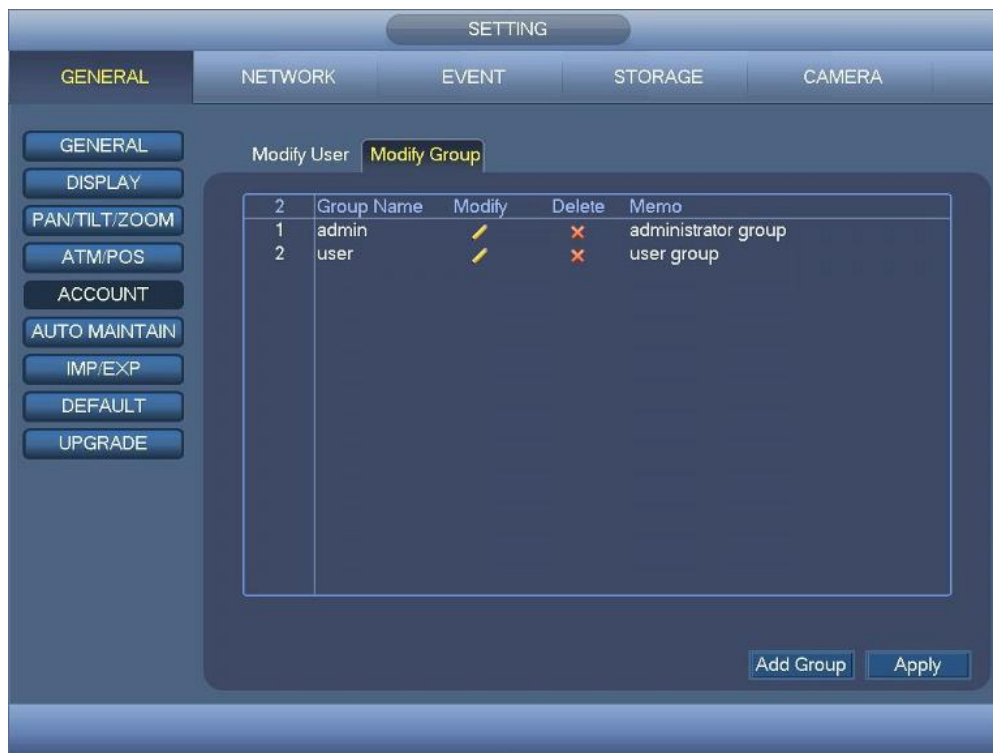 SETTING
GENERAL NETWORK EVENT STORAGE CAMERA
GENERAL
DISPLAY
PAN/TILT/ZOOM
ATM/POS
ACCOUNT
AUTO MAINTAIN
IMP/EXP
DEFAULT
UPGRADE
Modify User Modify Group
2 Group Name Modify Delete Memo
1 admin administrator group
2 user user group
Add Group Apply